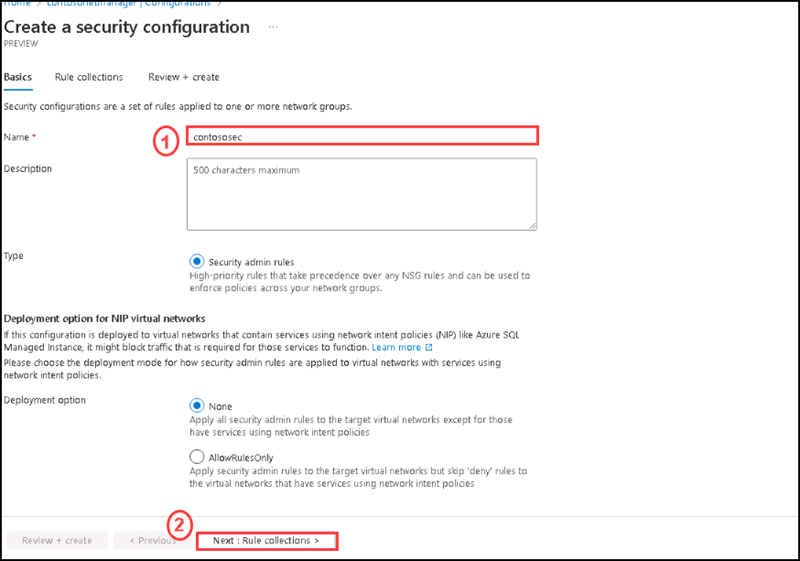 Home > contosonetmanager | Configurations >
Create a security configuration ...
PREVIEW
Basics Rule collections Review + create
Security configurations are a set of rules applied to one or more network groups.
Name *
1
contososec
Description
500 characters maximum
Type
Security admin rules
High-priority rules that take precedence over any NSG rules and can be used to
enforce policies across your network groups.
Deployment option for NIP virtual networks
If this configuration is deployed to virtual networks that contain services using network intent policies (NIP) like Azure SQL
Managed Instance, it might block traffic that is required for those services to function. Learn more
Please choose the deployment mode for how security admin rules are applied to virtual networks with services using
network intent policies.
Deployment option
None
Apply all security admin rules to the target virtual networks except for those
have services using network intent policies
AllowRulesOnly
Apply security admin rules to the target virtual networks but skip 'deny' rules to
the virtual networks that have services using network intent policies
2
Review + create < Previous Next : Rule collections >